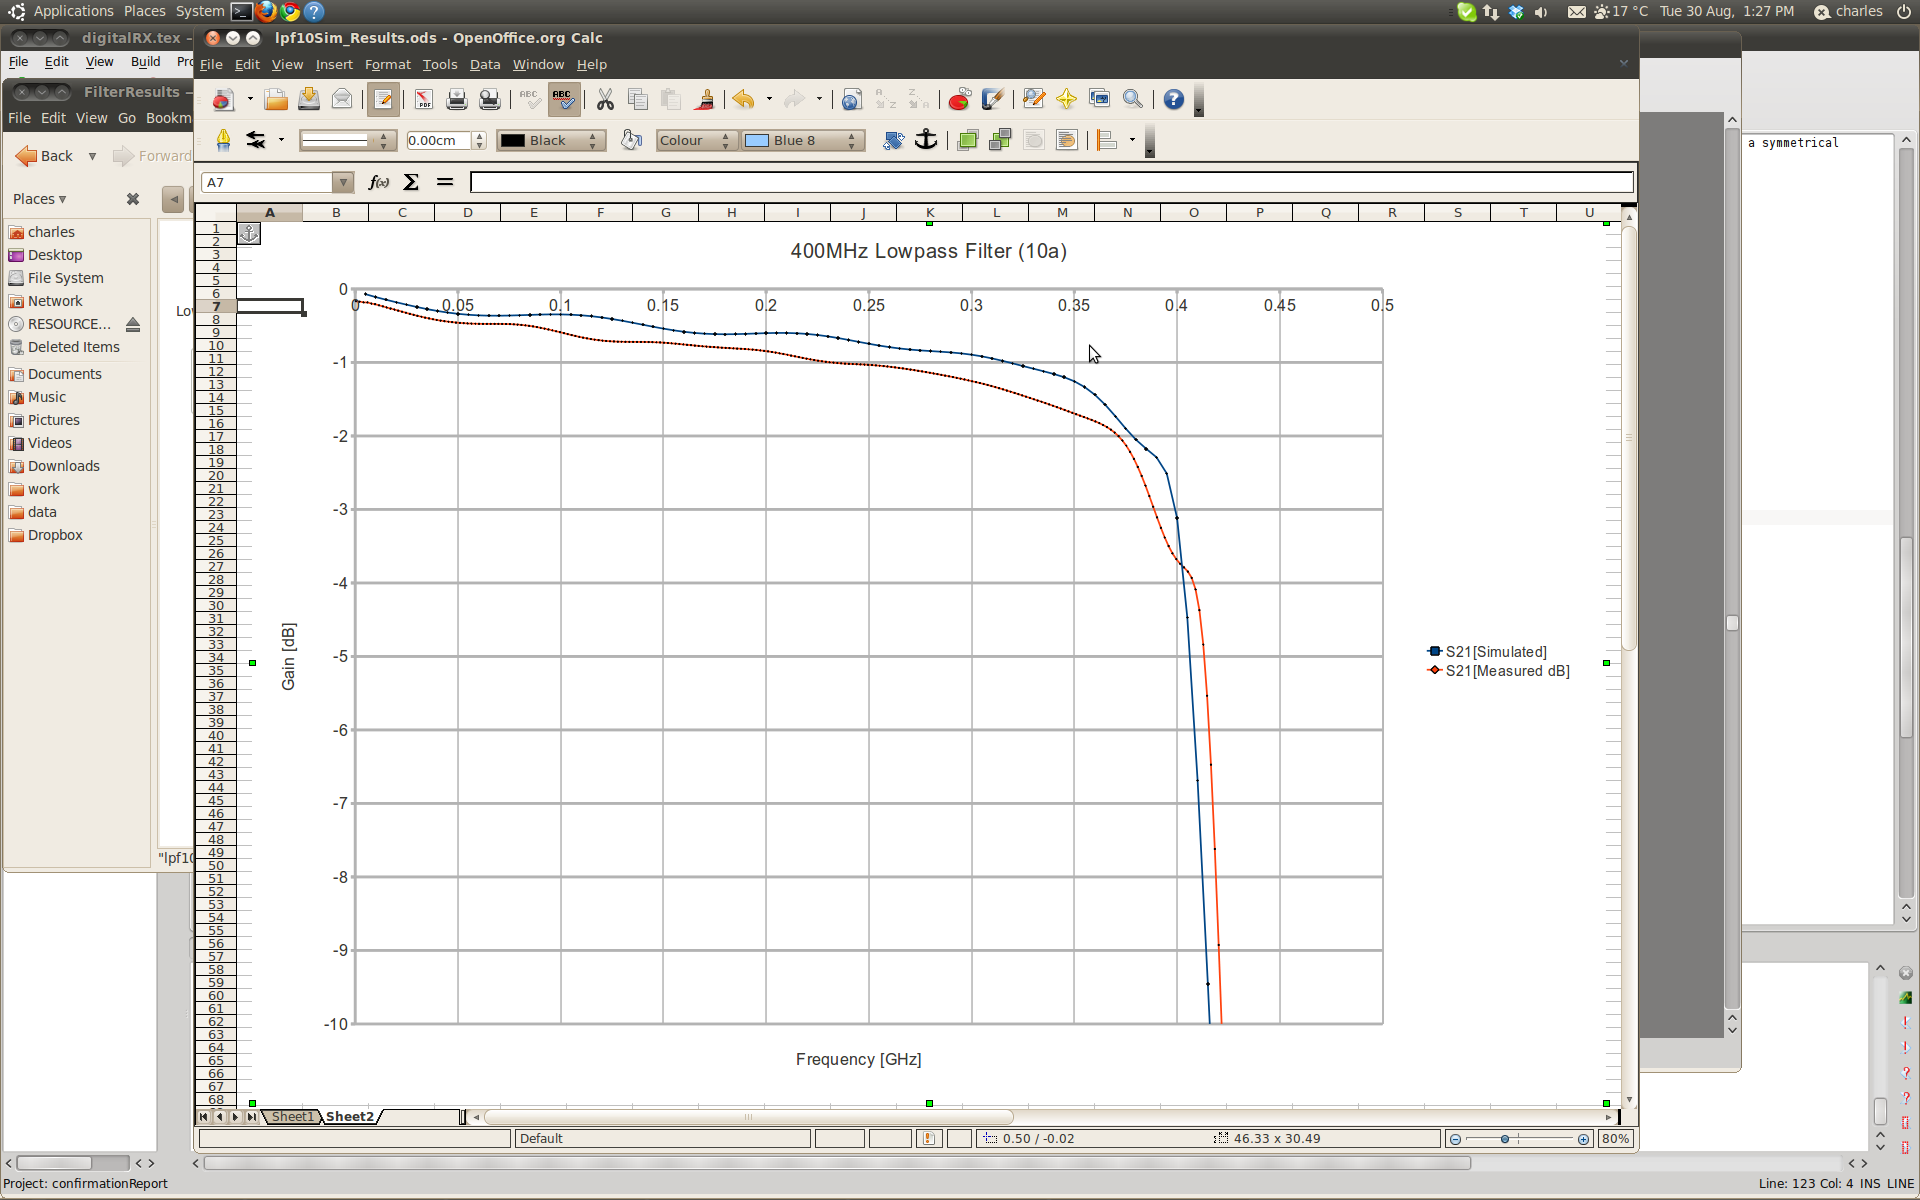 Applications Places System
17 °C Tue 30 Aug, 1:27 PM charles
digitalRX.tex -
File Edit View Build Pro
FilterResults -
File Edit View Go Bookm
Back Forward
Places
charles
Desktop
File System
Network
RESOURCE...
Deleted Items
Documents
Music
Pictures
Videos
Downloads
work
data
Dropbox
Lo
"lpf10
lpf10Sim_Results.ods - OpenOffice.org Calc
File Edit View Insert Format Tools Data Window Help
0.00cm Black Colour Blue 8
A7 f(x) Σ =
A B C D E F G H I J K L M N O P Q R S T U
1
2
3
4
5
6
7
8
9
10
11
12
13
14
15
16
17
18
19
20
21
22
23
24
25
26
27
28
29
30
31
32
33
34
35
36
37
38
39
40
41
42
43
44
45
46
47
48
49
50
51
52
53
54
55
56
57
58
59
60
61
62
63
64
65
66
67
68
400MHz Lowpass Filter (10a)
0
0 0.05 0.1 0.15 0.2 0.25 0.3 0.35 0.4 0.45 0.5
-1
-2
-3
-4
-5
-6
-7
-8
-9
-10
Gain [dB]
Frequency [GHz]
S21[Simulated]
S21[Measured dB]
a symmetrical
Sheet1 Sheet2
Default 0.50 / -0.02 46.33 x 30.49 80%
Project: confirmationReport
Line: 123 Col: 4 INS LINE